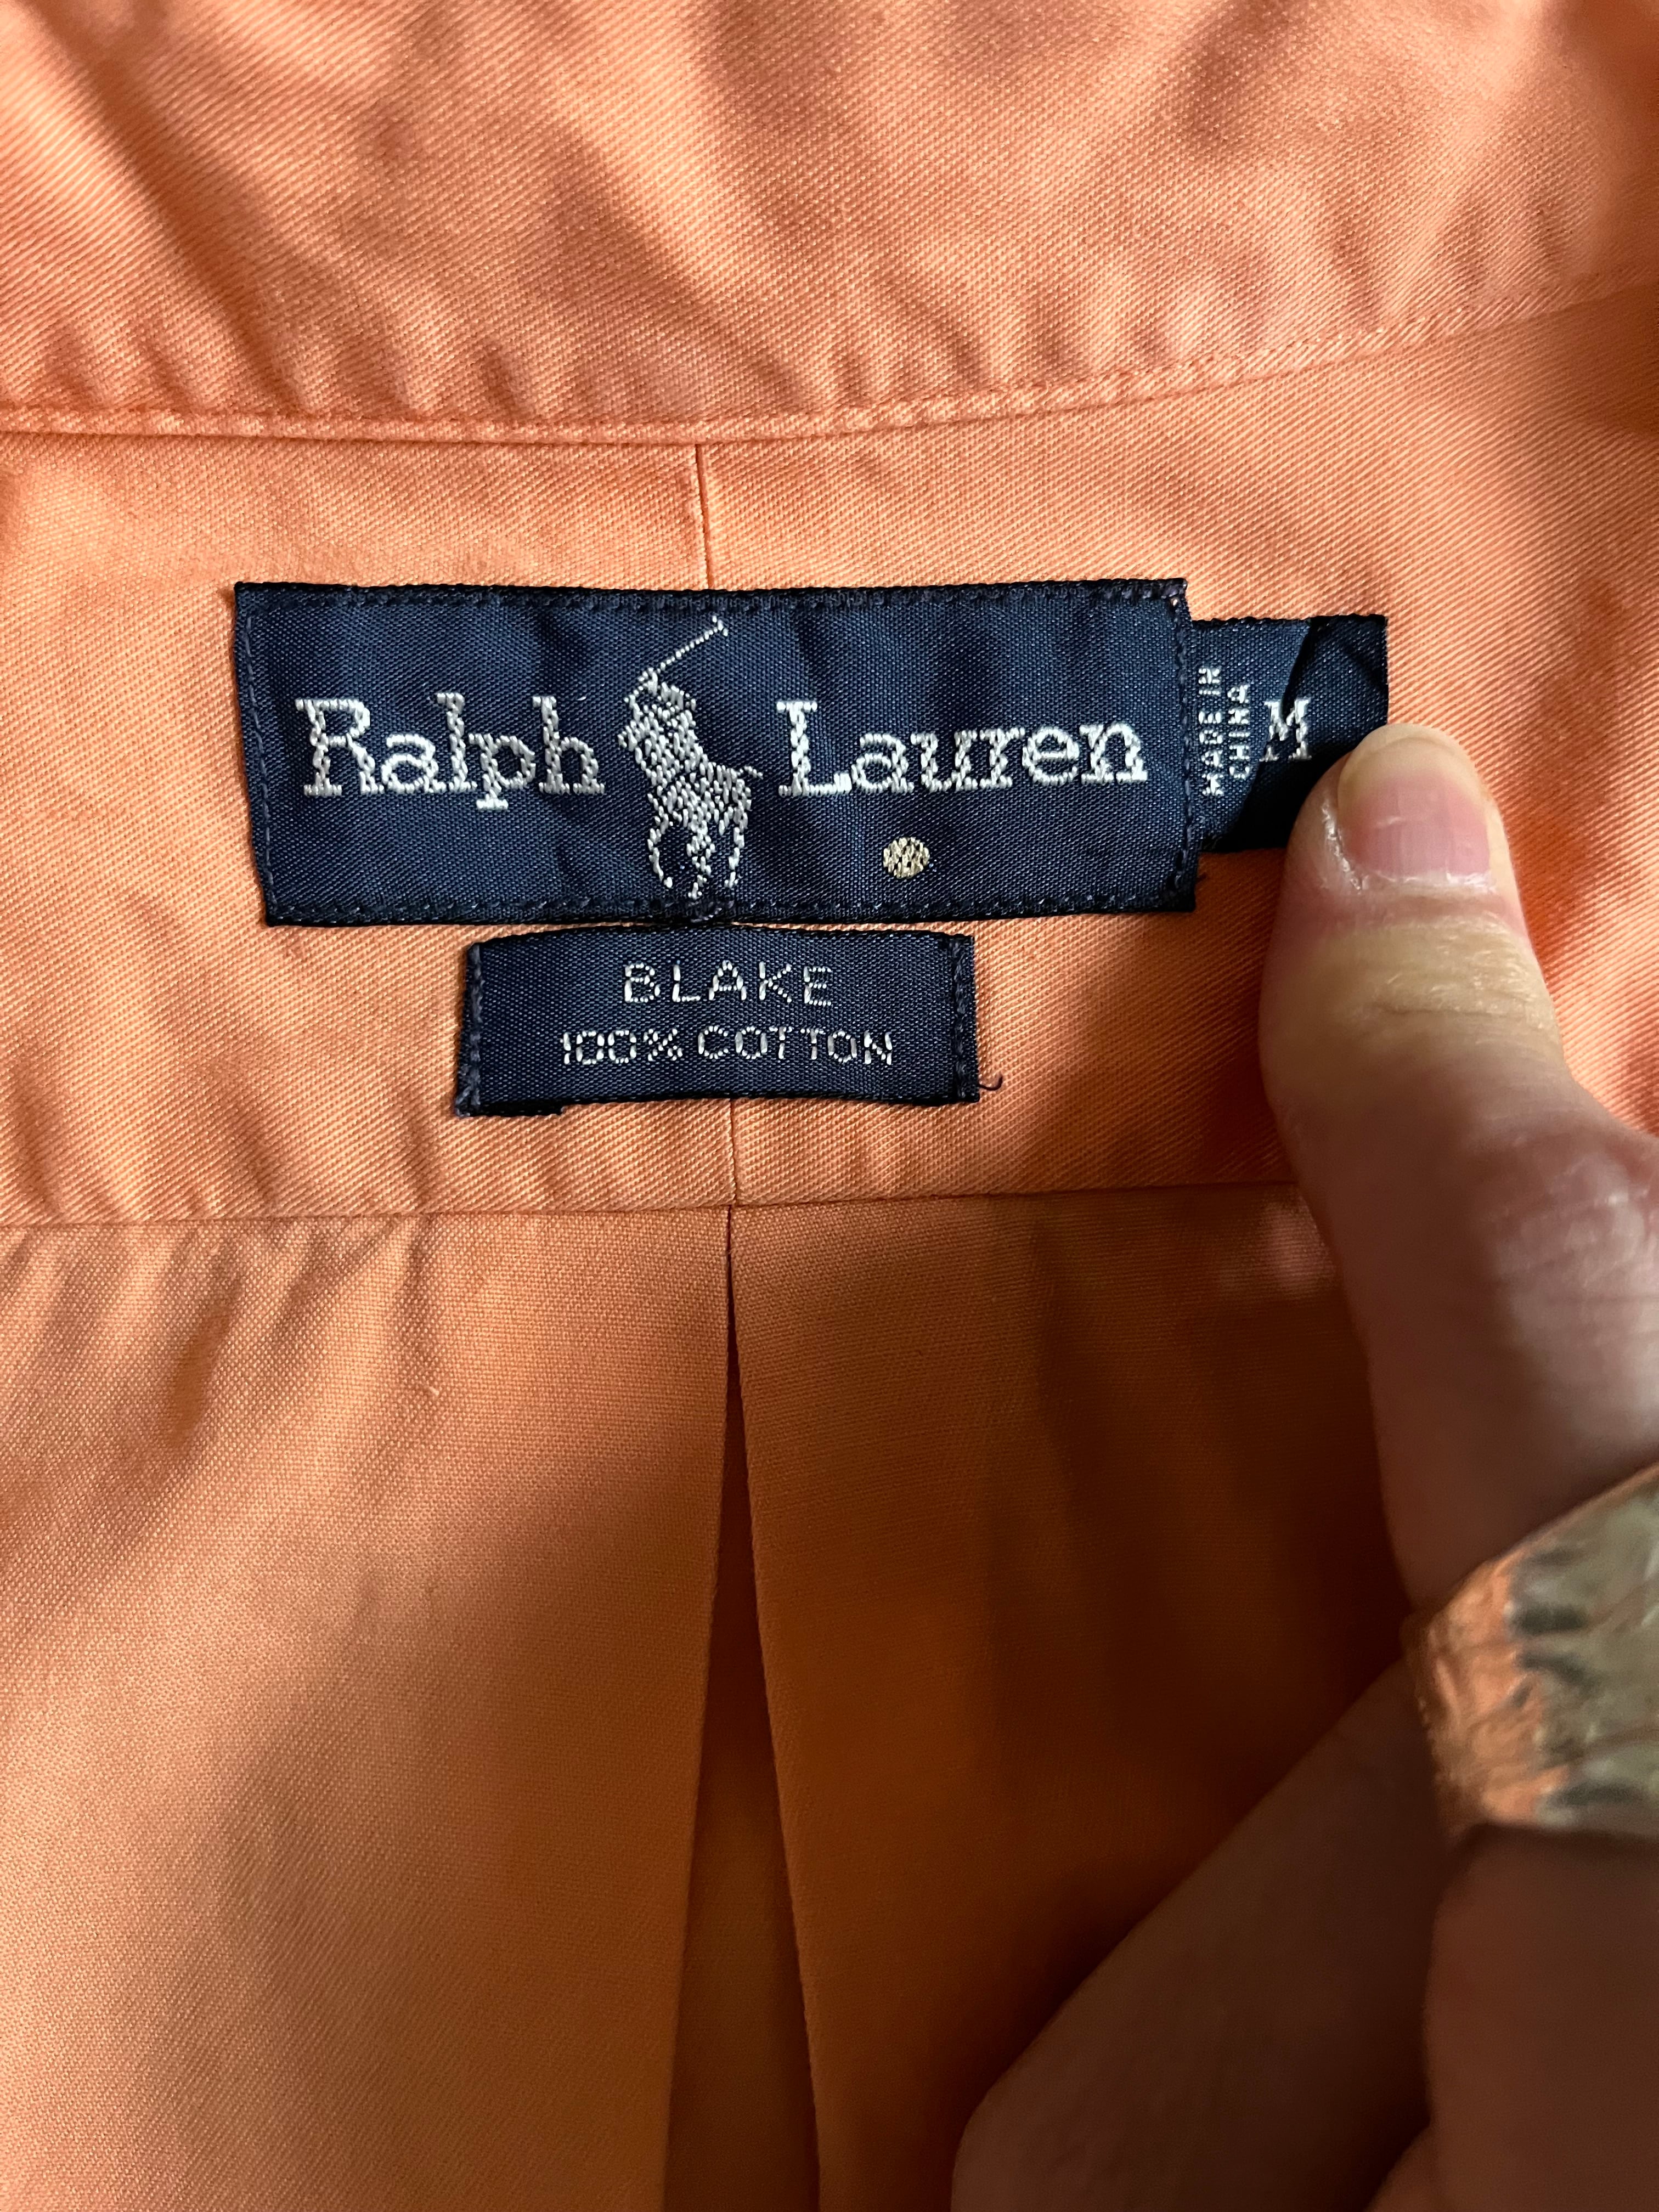 Ralph Lauren
MADE IN
CHINA
M
BLAKE
100% COTTON